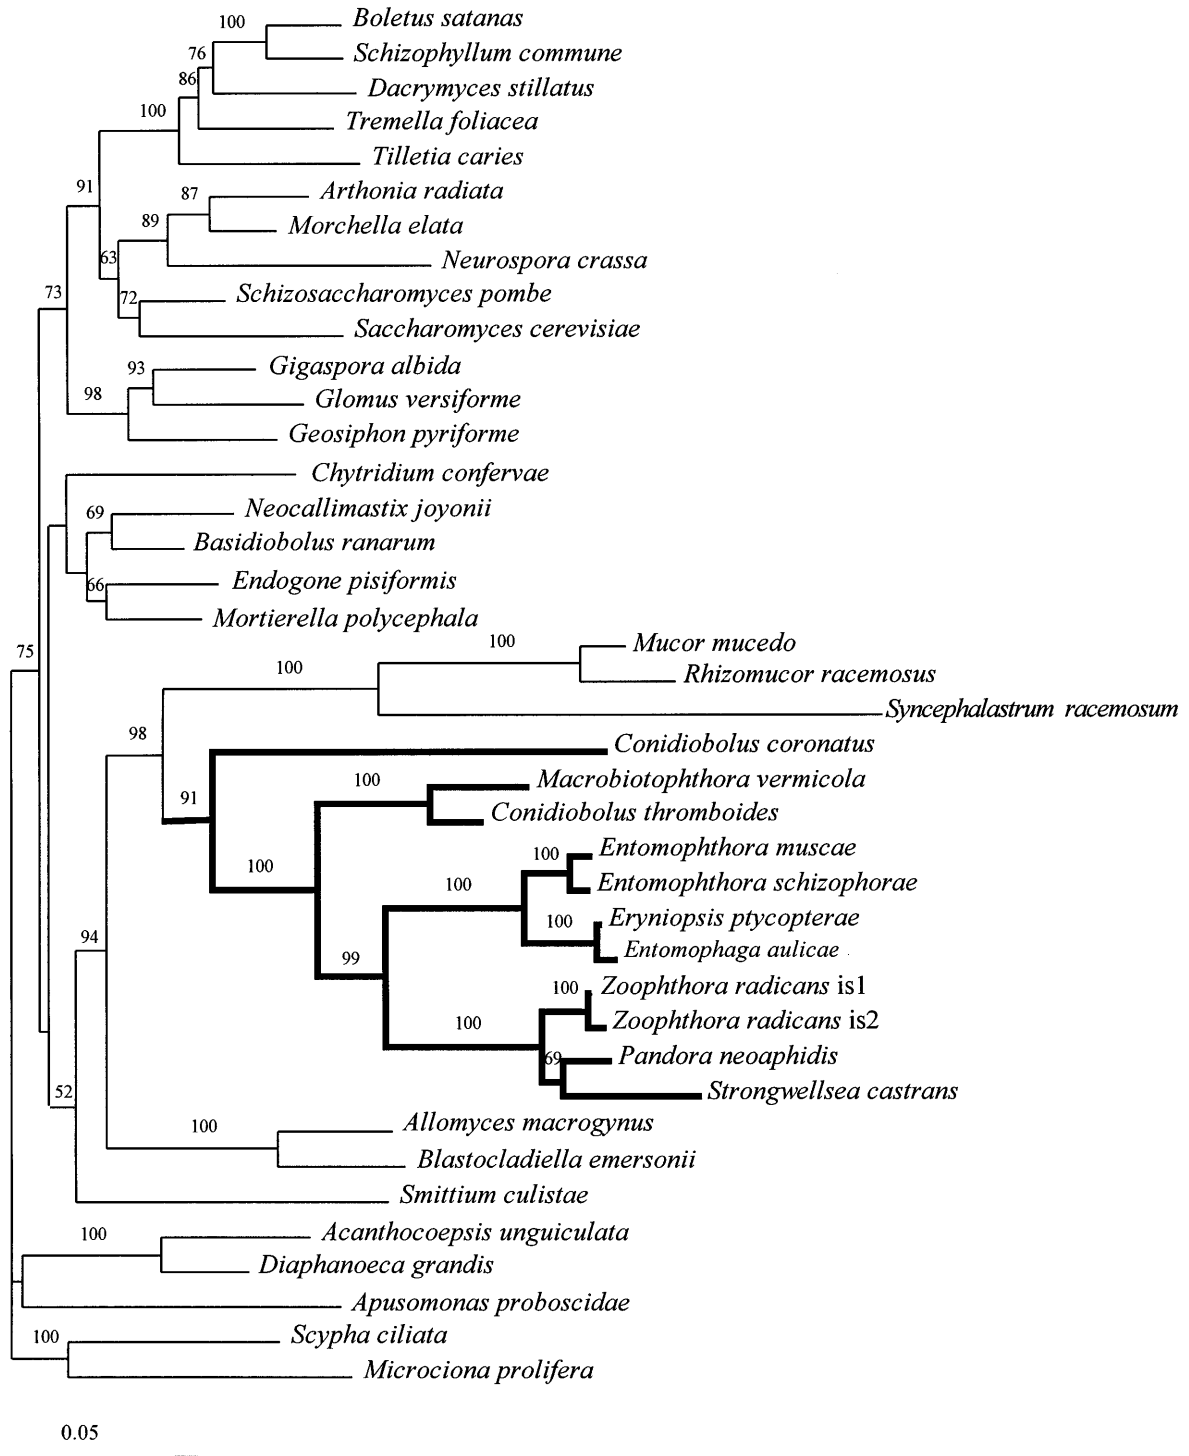 100
Boletus satanas
Schizophyllum commune
76
86
Dacrymyces stillatus
100
Tremella foliacea
Tilletia caries
91
87
Arthonia radiata
89
Morchella elata
63
Neurospora crassa
73
72
Schizosaccharomyces pombe
Saccharomyces cerevisiae
93
Gigaspora albida
98
Glomus versiforme
Geosiphon pyriforme
Chytridium confervae
69
Neocallimastix joyonii
Basidiobolus ranarum
66
Endogone pisiformis
Mortierella polycephala
75
100
Mucor mucedo
100
Rhizomucor racemosus
Syncephalastrum racemosum
98
Conidiobolus coronatus
91
100
Macrobiotophthora vermicola
Conidiobolus thromboides
100
100
Entomophthora muscae
100
Entomophthora schizophorae
94
100
Eryniopsis ptycopterae
99
Entomophaga aulicae
100
Zoophthora radicans is1
100
Zoophthora radicans is2
69
Pandora neoaphidis
52
Strongwellsea castrans
100
Allomyces macrogynus
Blastocladiella emersonii
Smittium culistae
100
Acanthocoepsis unguiculata
Diaphanoeca grandis
Apusomonas proboscidae
100
Scypha ciliata
Microciona prolifera
0.05